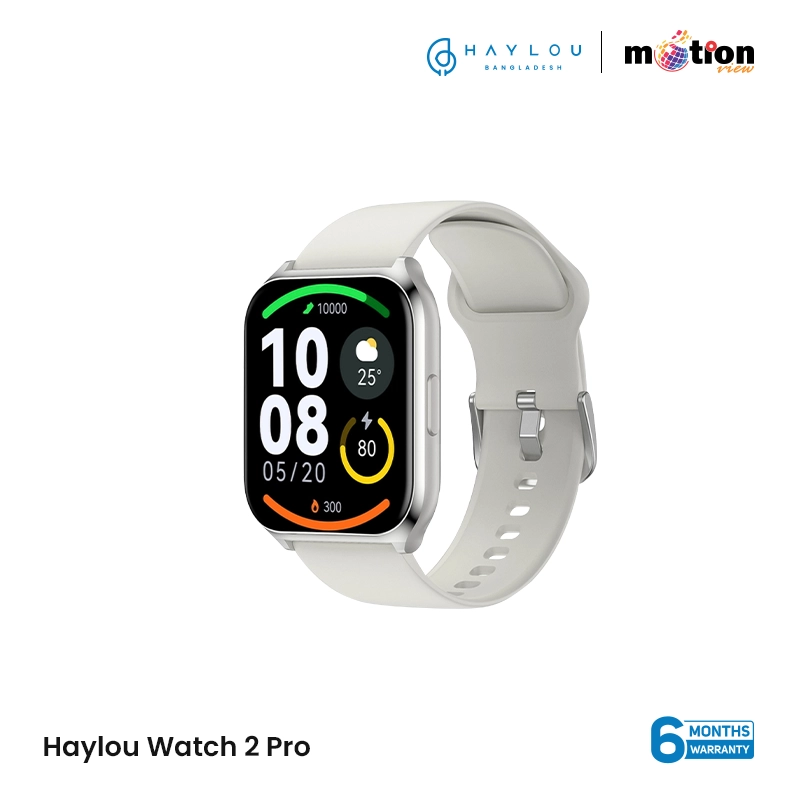 HAYLOU
BANGLADESH
motion
view
10000
10
08
25°
80
05/20
300
Haylou Watch 2 Pro
6 MONTHS
WARRANTY